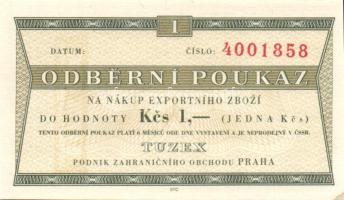 1
DATUM: ČÍSLO: 4001858
ODBĚRNÍ POUKAZ
NA NÁKUP EXPORTNÍHO ZBOŽÍ
DO HODNOTY Kčs 1,— (JEDNA Kčs)
TENTO ODBĚRNÍ POUKAZ PLATÍ 6 MĚSÍCŮ ODE DNE VYSTAVENÍ A JE NEPRODEJNÝ V ČSSR.
TUZEX
PODNIK ZAHRANIČNÍHO OBCHODU PRAHA